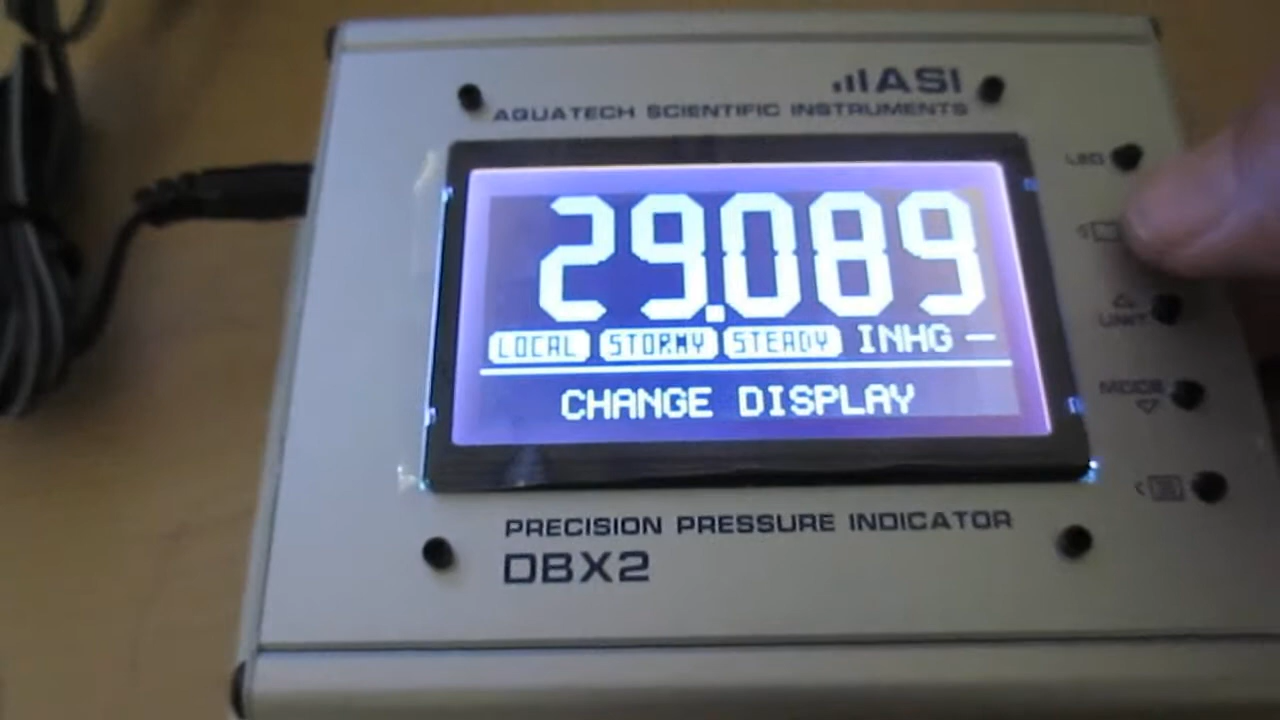 ASI
AQUATECH SCIENTIFIC INSTRUMENTS
LED
29.089
LOCAL STORMY STEADY INHG –
UNIT
CHANGE DISPLAY
MODE
PRECISION PRESSURE INDICATOR
DBX2